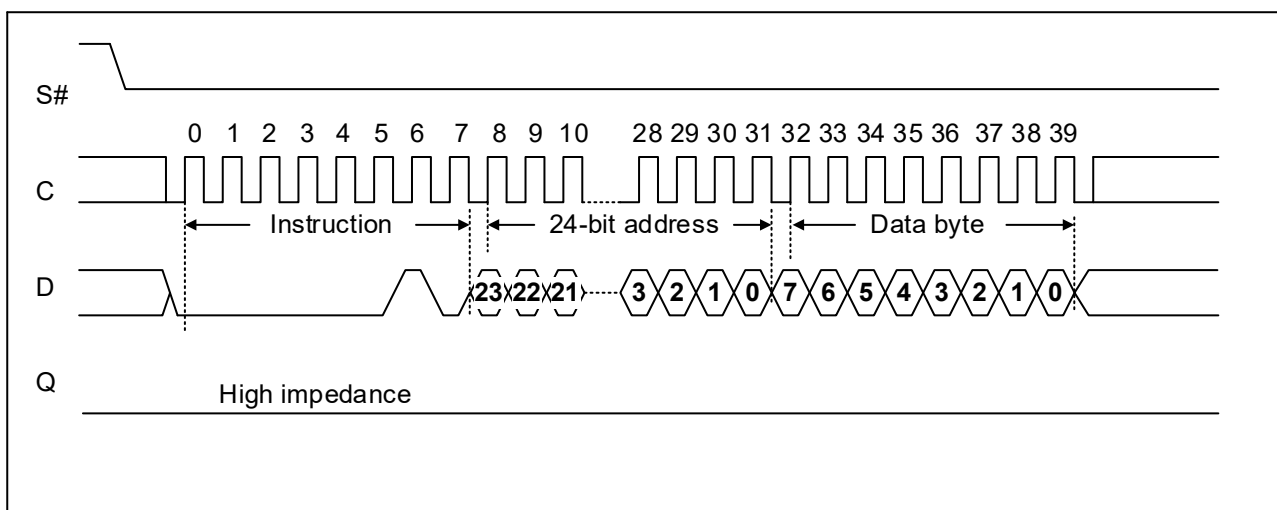 S#
0 1 2 3 4 5 6 7 8 9 10 28 29 30 31 32 33 34 35 36 37 38 39
C
Instruction 24-bit address Data byte
D 23 22 21 3 2 1 0 7 6 5 4 3 2 1 0
Q
High impedance